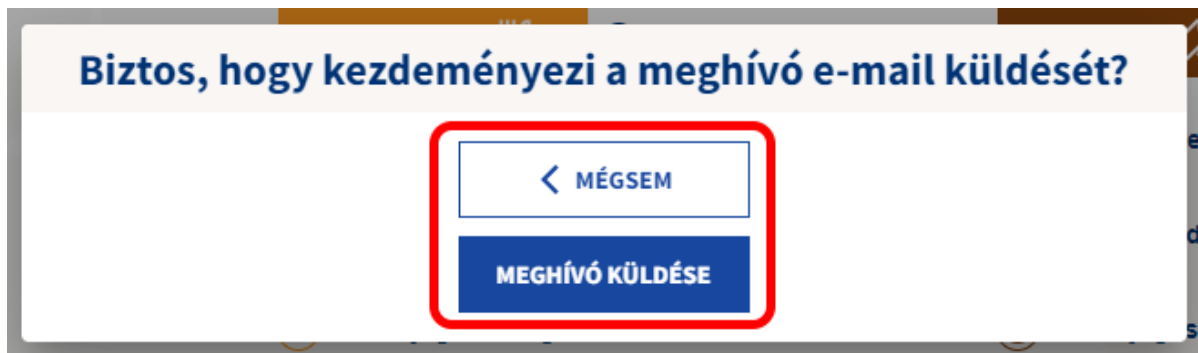 Biztos, hogy kezdeményezi a meghívó e-mail küldését?
MÉGSEM
MEGHÍVÓ KÜLDÉSE